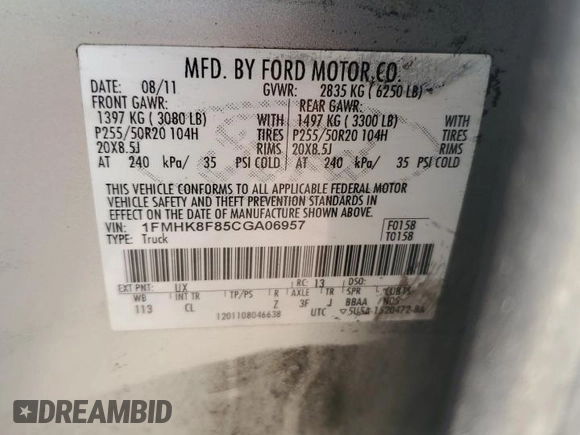 MFD. BY FORD MOTOR CO.
DATE: 08/11 GVWR: 2835 KG ( 6250 LB)
FRONT GAWR: REAR GAWR:
1397 KG ( 3080 LB) WITH 1497 KG ( 3300 LB) WITH
P255/50R20 104H TIRES P255/50R20 104H TIRES
20X8.5J RIMS 20X8.5J RIMS
AT 240 kPa/ 35 PSI COLD AT 240 kPa/ 35 PSI COLD
THIS VEHICLE CONFORMS TO ALL APPLICABLE FEDERAL MOTOR
VEHICLE SAFETY AND THEFT PREVENTION STANDARDS IN
EFFECT ON THE DATE OF MANUFACTURE SHOWN ABOVE.
VIN: 1FMHK8F85CGA06957 F0158
TYPE: Truck T0158
EXT PNT: UX RC: 13 DSO:
WB INT TR TP/PS R AXLE TR SPR
113 CL Z 3F J BBAA
1201108046638 UTC
DREAMBID